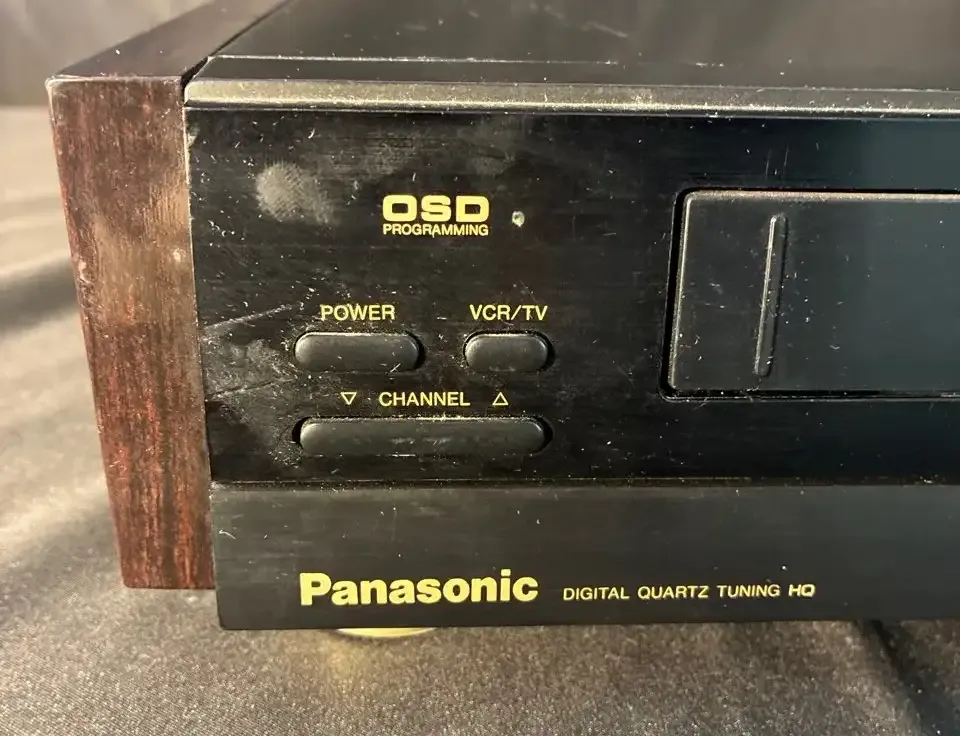 OSD
PROGRAMMING
POWER VCR/TV
▽ CHANNEL △
Panasonic DIGITAL QUARTZ TUNING HQ